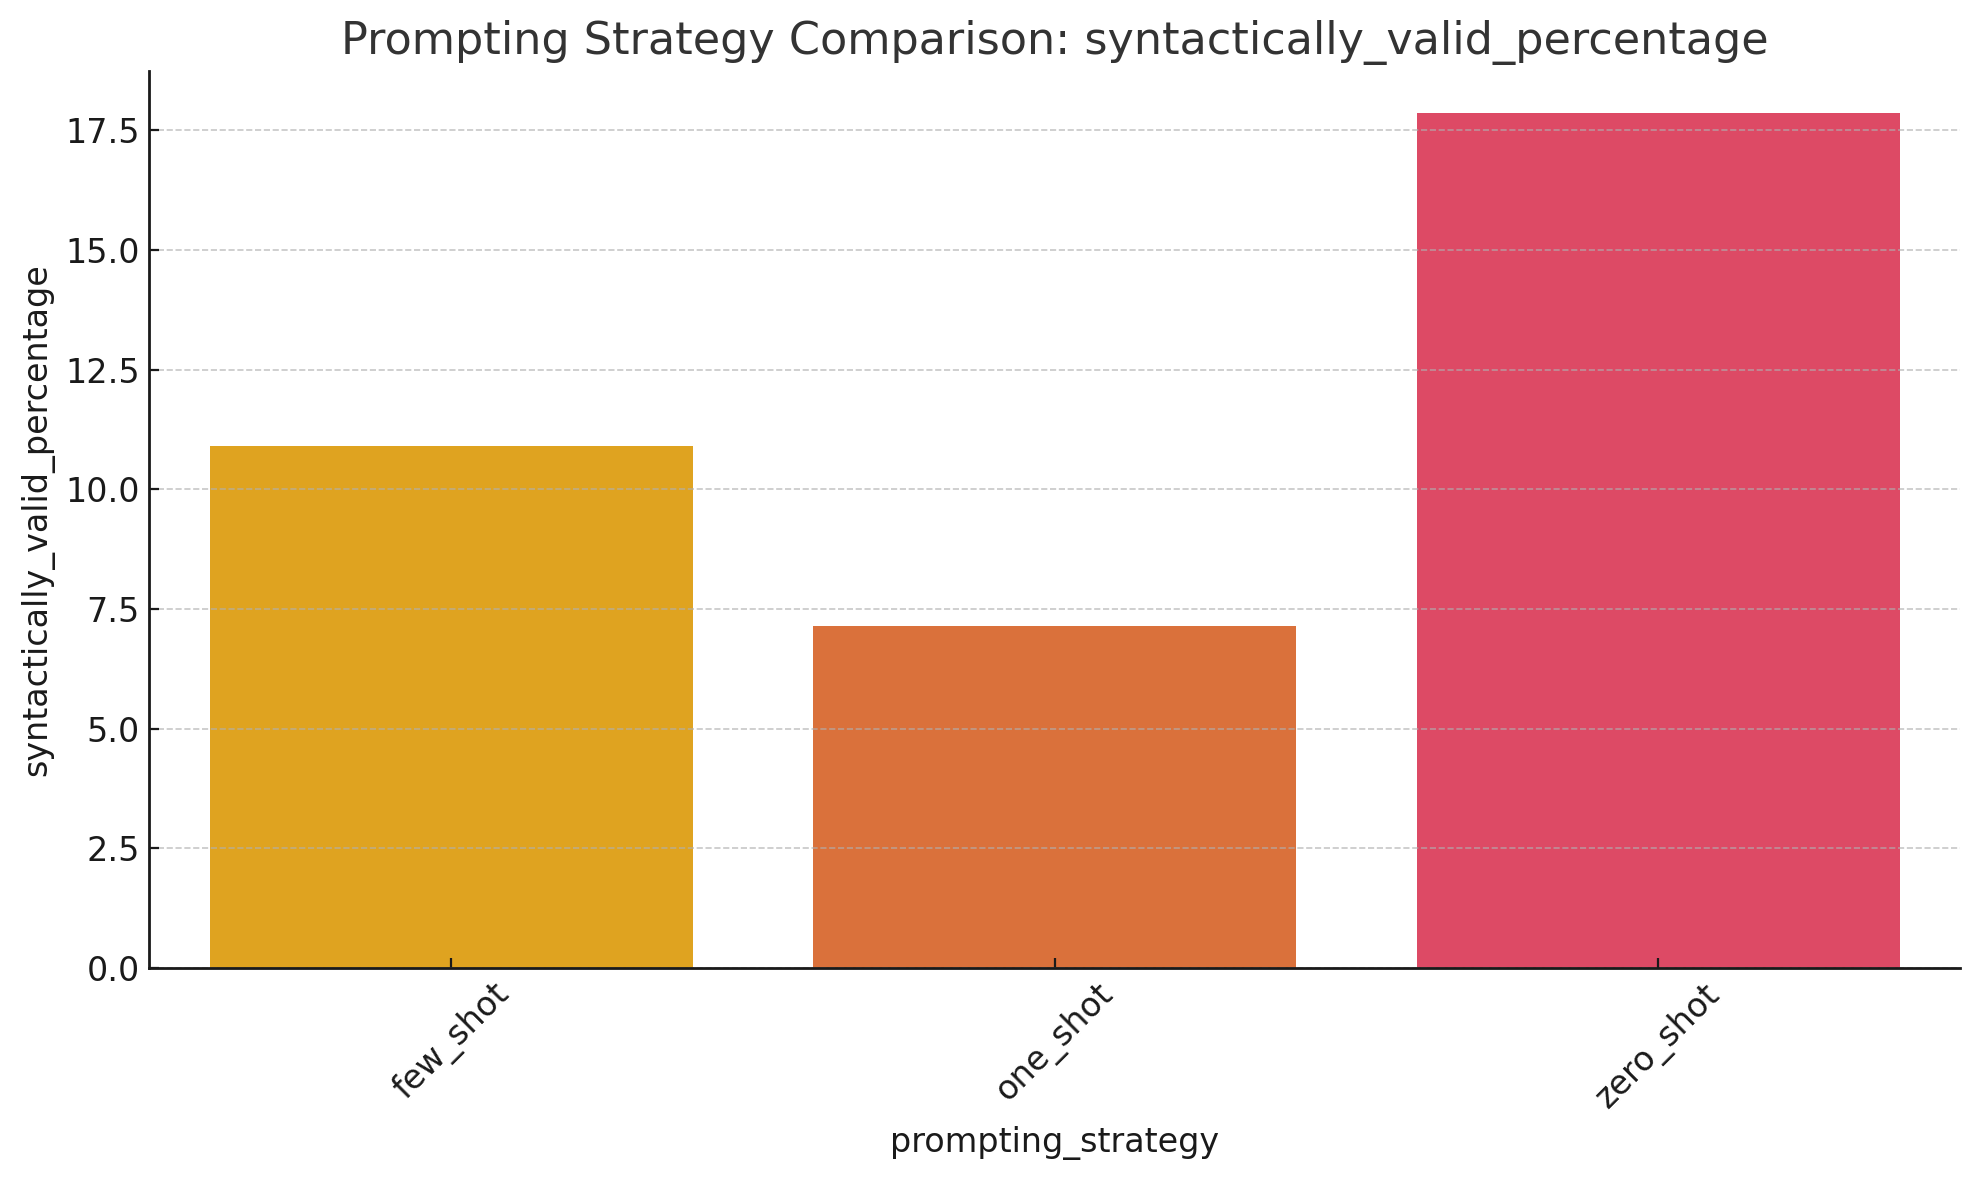 Prompting Strategy Comparison: syntactically_valid_percentage
syntactically_valid_percentage
17.5
15.0
12.5
10.0
7.5
5.0
2.5
0.0
few_shot
one_shot
zero_shot
prompting_strategy